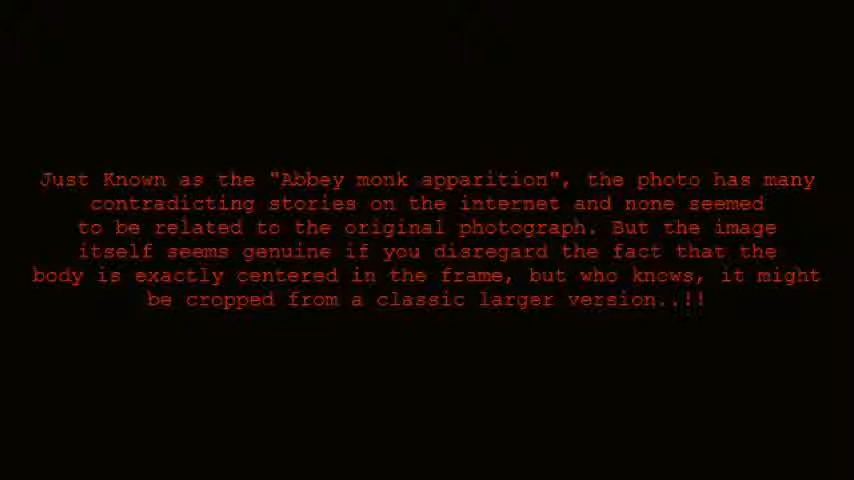 Just Known as the "Abbey monk apparition", the photo has many
contradicting stories on the internet and none seemed
to be related to the original photograph. But the image
itself seems genuine if you disregard the fact that the
body is exactly centered in the frame, but who knows, it might
be cropped from a classic larger version..!!